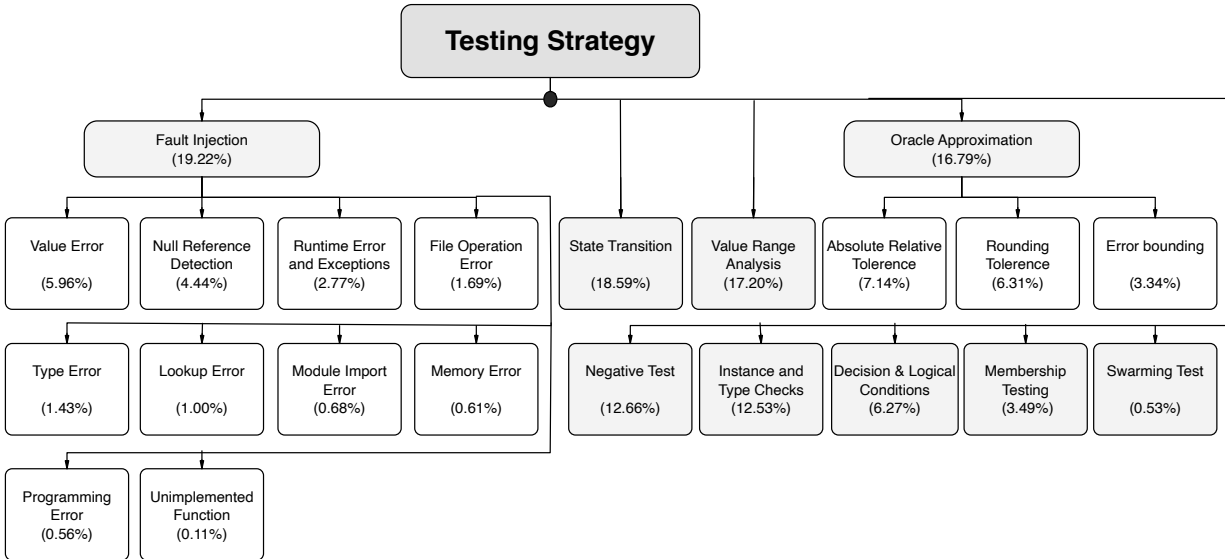 Testing Strategy
Fault Injection
(19.22%)
Oracle Approximation
(16.79%)
Value Error
(5.96%)
Null Reference
Detection
(4.44%)
Runtime Error
and Exceptions
(2.77%)
File Operation
Error
(1.69%)
State Transition
(18.59%)
Value Range
Analysis
(17.20%)
Absolute Relative
Tolerence
(7.14%)
Rounding
Tolerence
(6.31%)
Error bounding
(3.34%)
Type Error
(1.43%)
Lookup Error
(1.00%)
Module Import
Error
(0.68%)
Memory Error
(0.61%)
Negative Test
(12.66%)
Instance and
Type Checks
(12.53%)
Decision & Logical
Conditions
(6.27%)
Membership
Testing
(3.49%)
Swarming Test
(0.53%)
Programming
Error
(0.56%)
Unimplemented
Function
(0.11%)